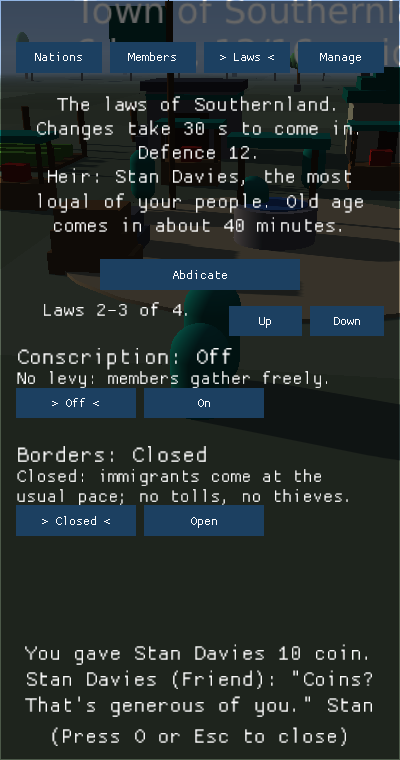 Town of Southernl
Nations
Members
> Laws <
Manage
The laws of Southernland.
Changes take 30 s to come in.
Defence 12.
Heir: Stan Davies, the most
loyal of your people. Old age
comes in about 40 minutes.
Abdicate
Laws 2-3 of 4.
Up
Down
Conscription: Off
No levy: members gather freely.
> Off <
On
Borders: Closed
Closed: immigrants come at the
usual pace; no tolls, no thieves.
> Closed <
Open
You gave Stan Davies 10 coin.
Stan Davies (Friend): "Coins?
That's generous of you." Stan
(Press O or Esc to close)